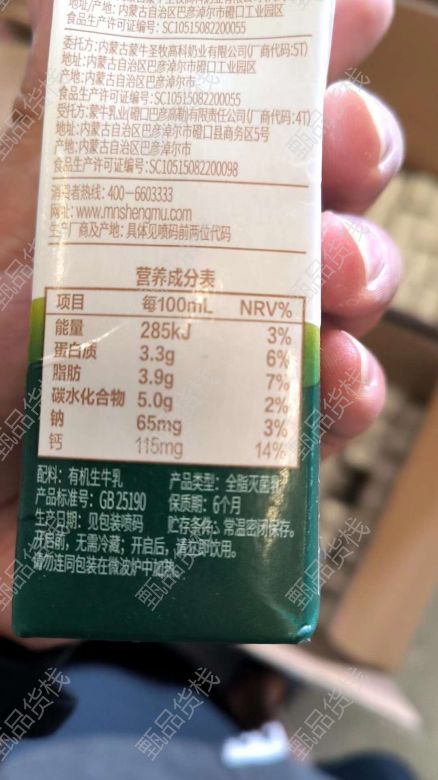 地址/产地:内蒙古自治区巴彦淖尔市磴口工业园区
食品生产许可证编号:SC10515082200055
委托方:内蒙古蒙牛圣牧高科奶业有限公司(厂商代码:5T)
地址:内蒙古自治区巴彦淖尔市磴口工业园区
产地:内蒙古自治区巴彦淖尔市
食品生产许可证编号:SC10515082200055
受托方:蒙牛乳业(磴口巴彦高勒)有限责任公司(厂商代码:4T)
地址:内蒙古自治区巴彦淖尔市磴口县商务区5号
产地:内蒙古自治区巴彦淖尔市
食品生产许可证编号:SC10515082200098
消费者热线:400-6603333
网址:www.mnshengmu.com
生产厂商及产地:具体见喷码前两位代码
营养成分表
项目 每100mL NRV%
能量 285kJ 3%
蛋白质 3.3g 6%
脂肪 3.9g 7%
碳水化合物 5.0g 2%
钠 65mg 3%
钙 115mg 14%
配料:有机生牛乳 产品类型:全脂灭菌乳
产品标准号:GB 25190 保质期:6个月
生产日期:见包装喷码 贮存条件:常温密闭保存。
开启前,无需冷藏;开启后,请立即饮用。
请勿连同包装在微波炉中加热。
甄品货栈